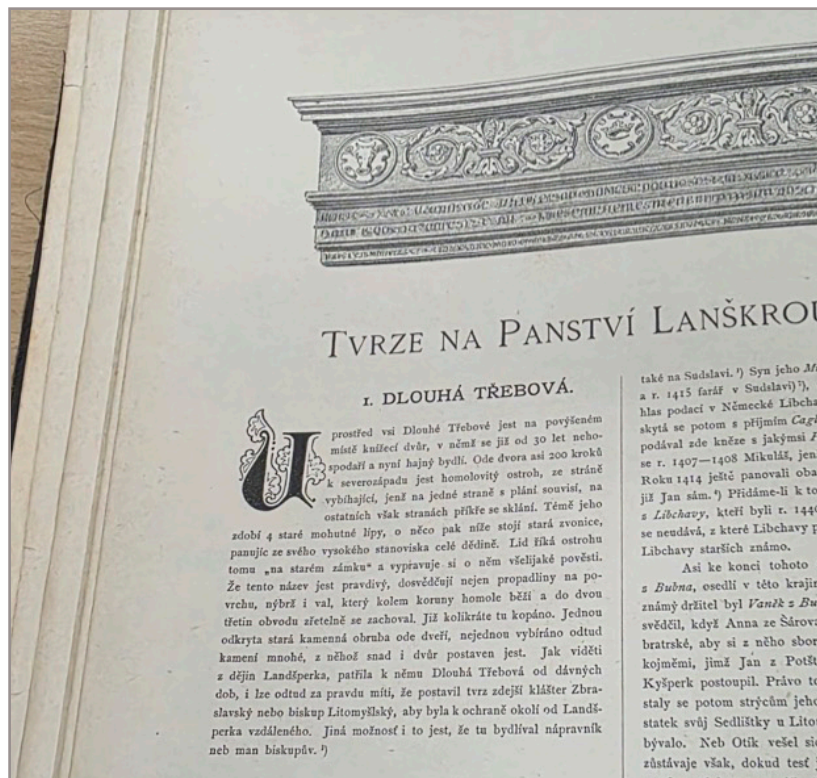 TVRZE NA PANSTVÍ
1. DLOUHÁ TŘEBOVÁ.
Uprostřed vsi Dlouhé Třebové jest na povýšeném
místě knížecí dvůr, v němž se již od 30 let neho-
spodaří a nyní hajný bydlí. Ode dvora asi 200 kroků
k severozápadu jest homolovitý ostroh, ze stráně
vybíhající, jenž na jedné straně s plání souvisí, na
ostatních však stranách příkře se sklání. Témě jeho
zdobí 4 staré mohutné lípy, o něco pak níže stojí stará zvonice,
panujíc ze svého vysokého stanoviska celé dědině. Lid říká ostrohu
tomu „na starém zámku“ a vypravuje si o něm všelijaké pověsti.
Že tento název jest pravdivý, dosvědčují nejen propadliny na po-
vrchu, nýbrž i val, který kolem koruny homole běží a do dvou
třetin obvodu zřetelně se zachoval. Již kolikráte tu kopáno. Jednou
odkryta stará kamenná obruba ode dveří, nejednou vybíráno odtud
kamení mnohé, z něhož snad i dvůr postaven jest. Jak viděti
z dějin Landšperka, patřila k němu Dlouhá Třebová od dávných
dob, i lze odtud za pravdu míti, že postavil tvrz zdejší klášter Zbra-
slavský nebo biskup Litomyšlský, aby byla k ochraně okolí od Landš-
perka vzdáleného. Jiná možnosť i to jest, že tu bydlíval nápravník
neb man biskupův. ¹)
také na Sudslavi. ¹) Syn jeho
a r. 1415 farář v Sudslavi) ²),
hlas podací v Německé
skytá se potom s příjmím
podával zde kněze s jakýmsi
se r. 1407—1408 Mikuláš,
Roku 1414 ještě panovali
již Jan sám. ⁴) Přidáme-li k
z Libchavy, kteří byli r.
se neudává, z které Libchavy
Libchavy starších známo.
Asi ke konci tohoto
z Bubna, osedlí v této
známý držitel byl Vaněk z
svědčil, když Anna ze
bratrské, aby si z něho
kojměmi, jimž Jan z
Kyšperk postoupil. Právo
staly se potom strýcům
statek svůj Sedlištky u
bývalo. Neb Otík vešel
zůstávaje však, dokud tesť